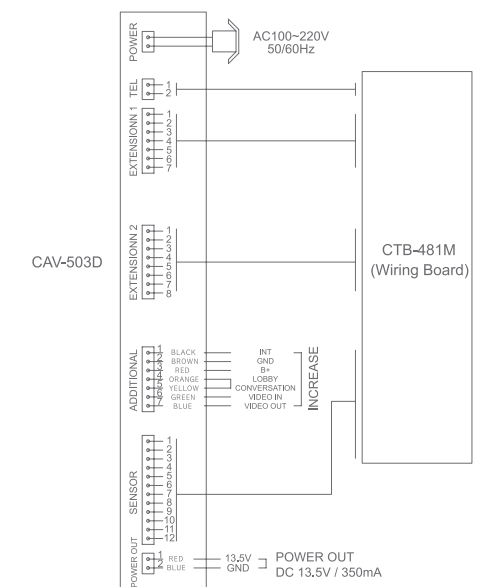 POWER
AC100~220V
50/60Hz
TEL
1
2
EXTENSIONN 1
1
2
3
4
5
6
7
CAV-503D
EXTENSIONN 2
1
2
3
4
5
6
7
8
CTB-481M
(Wiring Board)
ADDITIONAL
1 BLACK INT
2 BROWN GND
3 RED B+
4 ORANGE LOBBY
5 YELLOW CONVERSATION
6 GREEN VIDEO IN
7 BLUE VIDEO OUT
INCREASE
SENSOR
1
2
3
4
5
6
7
8
9
10
11
12
POWER OUT
1 RED 13.5V
2 BLUE GND
POWER OUT
DC 13.5V / 350mA